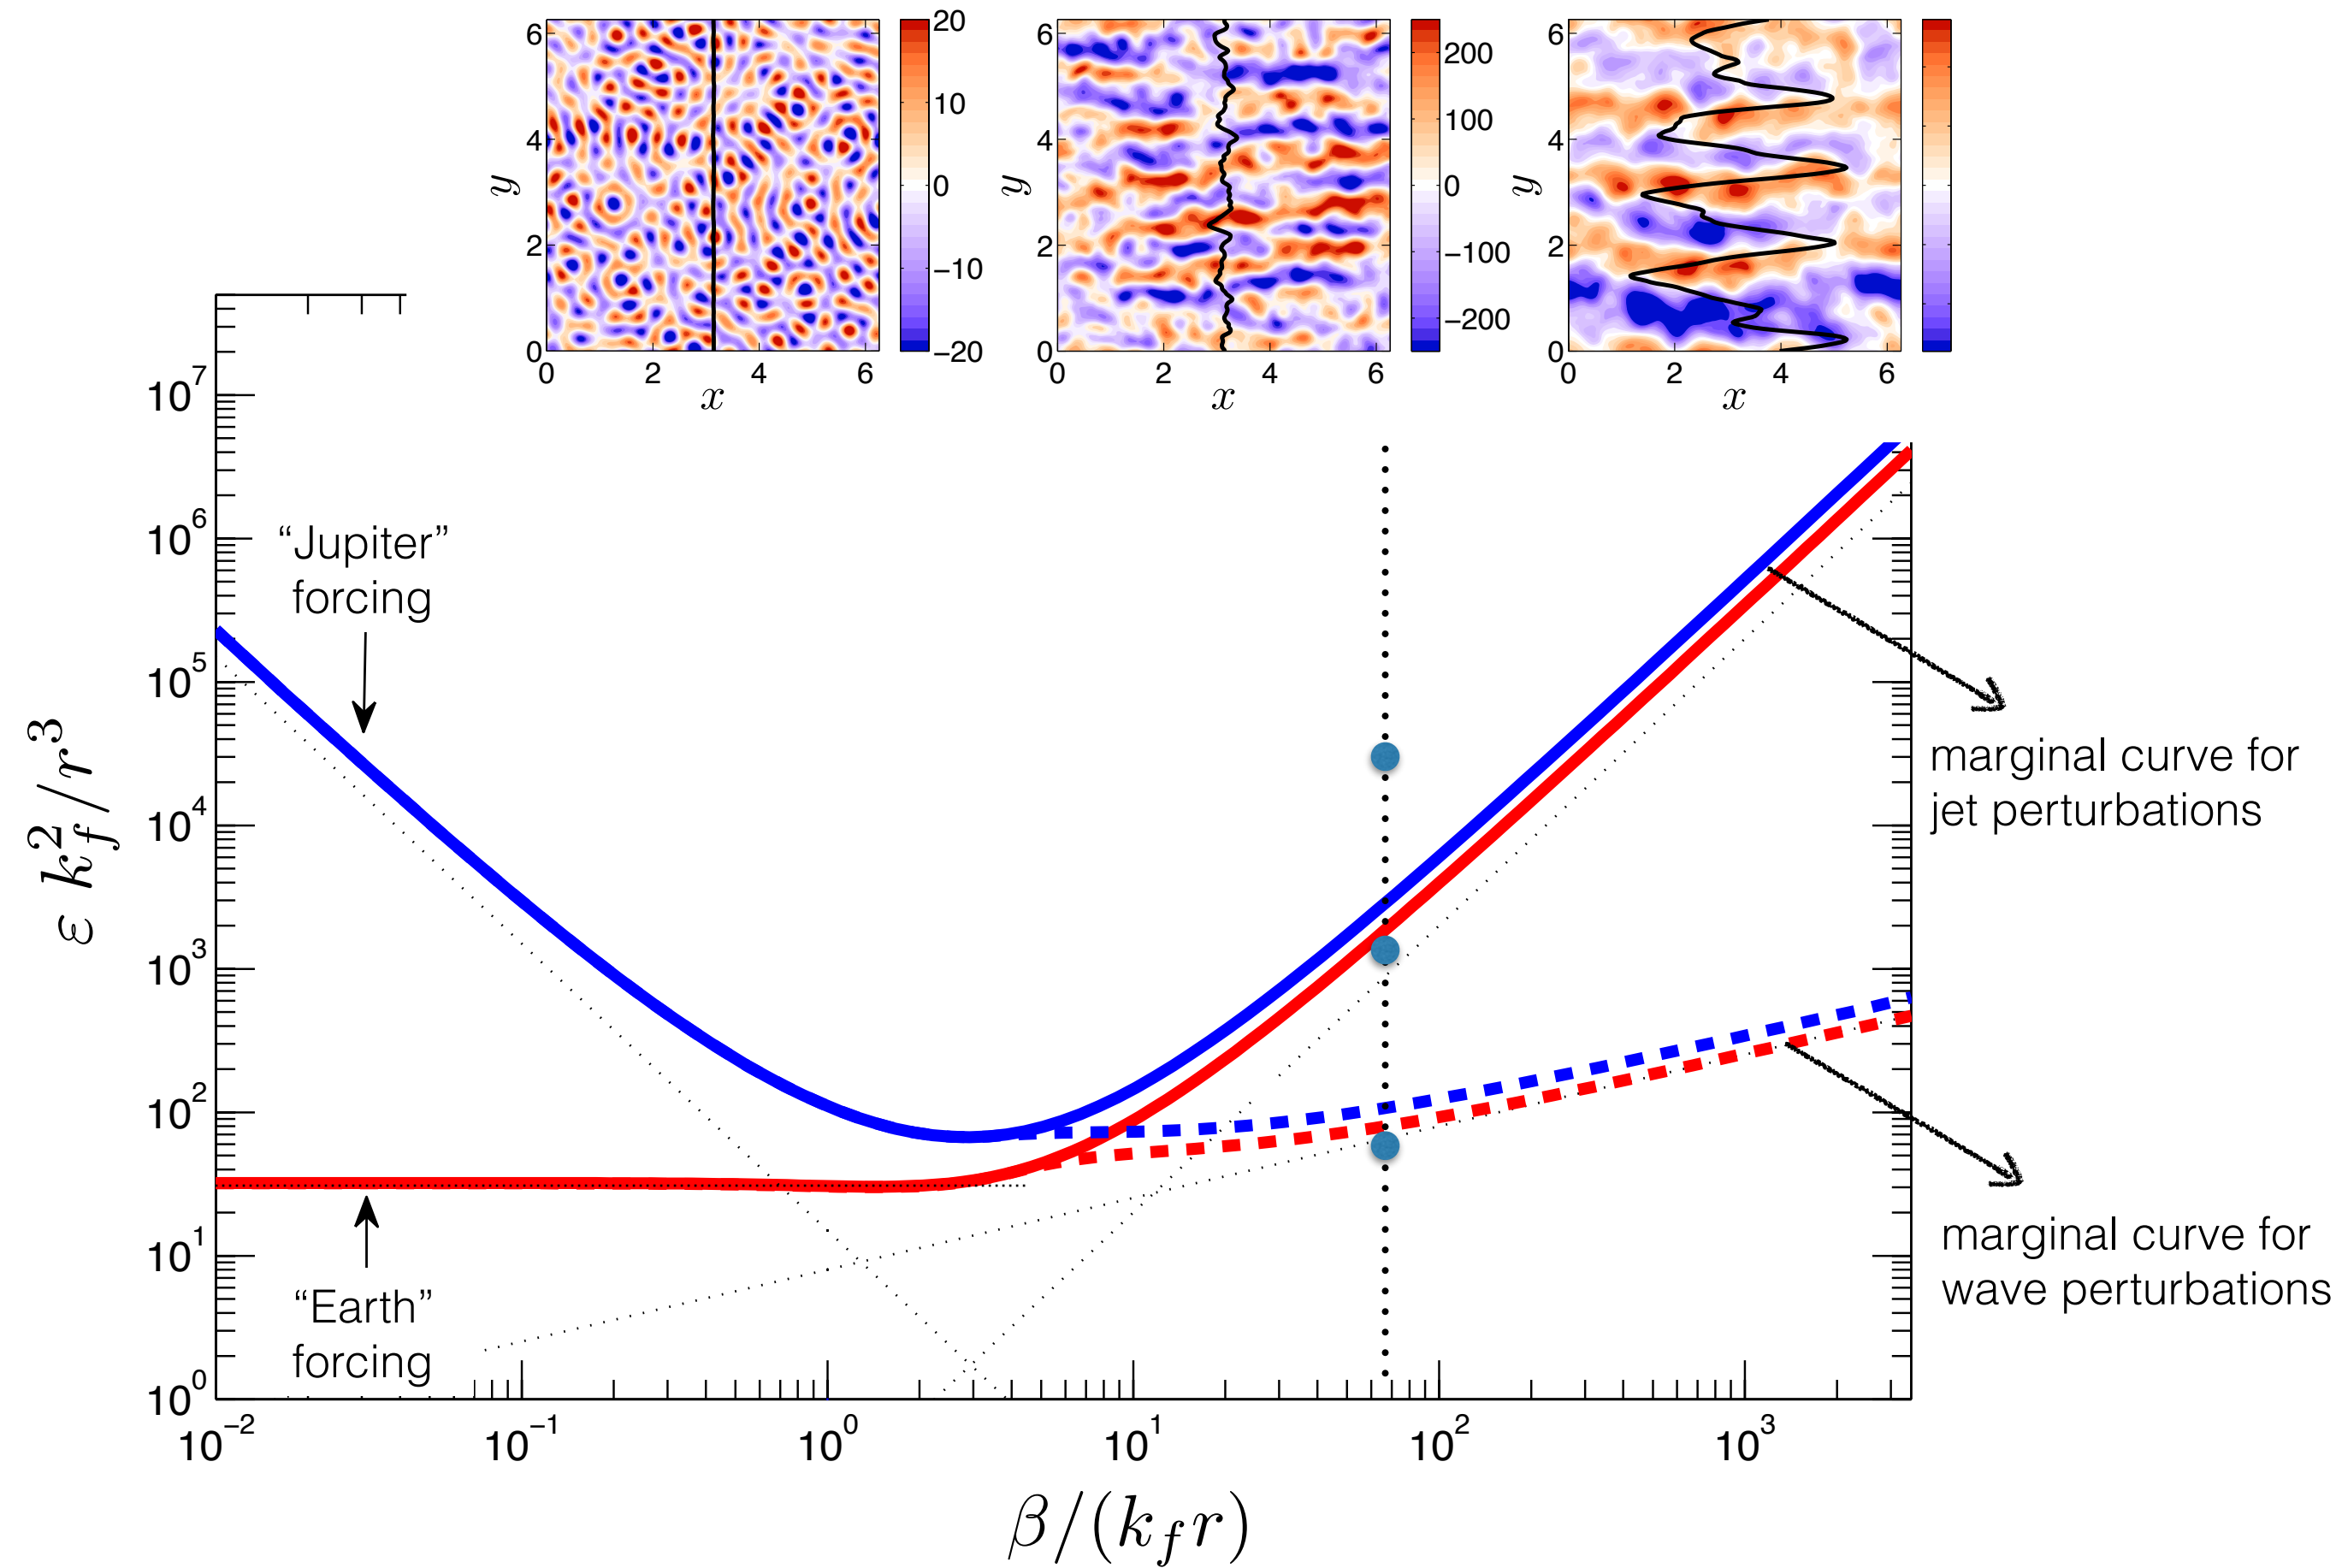 6
4
2
0
y
0 2 4 6
x
20
10
0
−10
−20
6
4
2
0
y
0 2 4 6
x
200
100
0
−100
−200
6
4
2
0
y
0 2 4 6
x
10^7
10^6
10^5
10^4
10^3
10^2
10^1
10^0
ε k_f^2/r^3
“Jupiter”
forcing
“Earth”
forcing
marginal curve for
jet perturbations
marginal curve for
wave perturbations
10^−2 10^−1 10^0 10^1 10^2 10^3
β/(k_f r)